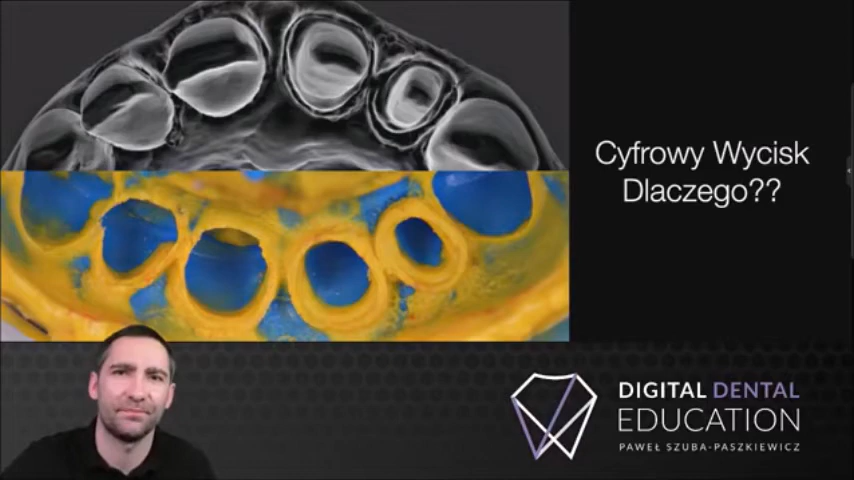 Cyfrowy Wycisk
Dlaczego??
DIGITAL DENTAL
EDUCATION
PAWEŁ SZUBA-PASZKIEWICZ